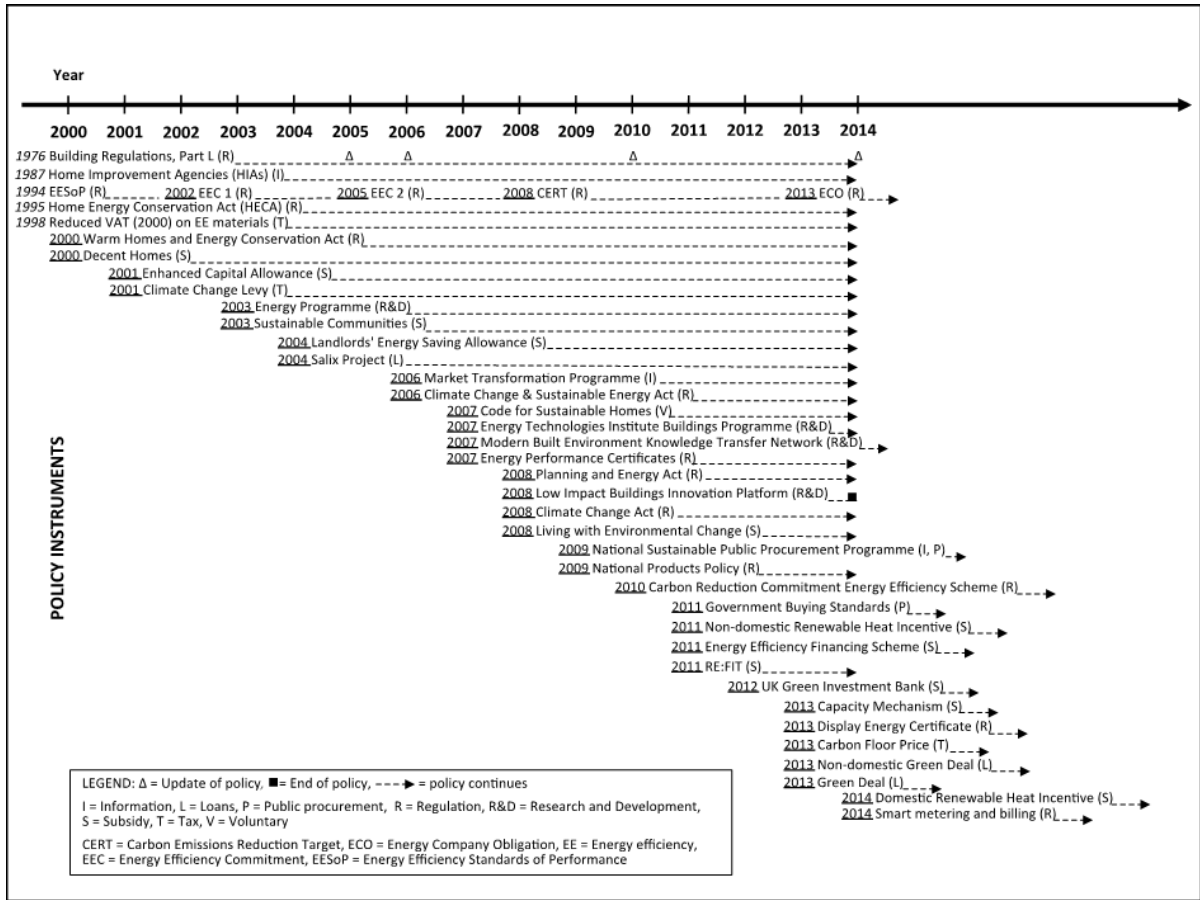 Year
2000 2001 2002 2003 2004 2005 2006 2007 2008 2009 2010 2011 2012 2013 2014
1976 Building Regulations, Part L (R) Δ Δ Δ Δ
1987 Home Improvement Agencies (HIAs) (I)
1994 EESoP (R) 2002 EEC 1 (R) 2005 EEC 2 (R) 2008 CERT (R) 2013 ECO (R)
1995 Home Energy Conservation Act (HECA) (R)
1998 Reduced VAT (2000) on EE materials (T)
2000 Warm Homes and Energy Conservation Act (R)
2000 Decent Homes (S)
2001 Enhanced Capital Allowance (S)
2001 Climate Change Levy (T)
2003 Energy Programme (R&D)
2003 Sustainable Communities (S)
2004 Landlords' Energy Saving Allowance (S)
2004 Salix Project (L)
2006 Market Transformation Programme (I)
2006 Climate Change & Sustainable Energy Act (R)
2007 Code for Sustainable Homes (V)
2007 Energy Technologies Institute Buildings Programme (R&D)
2007 Modern Built Environment Knowledge Transfer Network (R&D)
2007 Energy Performance Certificates (R)
2008 Planning and Energy Act (R)
2008 Low Impact Buildings Innovation Platform (R&D)
2008 Climate Change Act (R)
2008 Living with Environmental Change (S)
2009 National Sustainable Public Procurement Programme (I, P)
2009 National Products Policy (R)
2010 Carbon Reduction Commitment Energy Efficiency Scheme (R)
2011 Government Buying Standards (P)
2011 Non-domestic Renewable Heat Incentive (S)
2011 Energy Efficiency Financing Scheme (S)
2011 RE:FIT (S)
2012 UK Green Investment Bank (S)
2013 Capacity Mechanism (S)
2013 Display Energy Certificate (R)
2013 Carbon Floor Price (T)
2013 Non-domestic Green Deal (L)
2013 Green Deal (L)
2014 Domestic Renewable Heat Incentive (S)
2014 Smart metering and billing (R)
POLICY INSTRUMENTS
LEGEND: Δ = Update of policy, ■= End of policy, ----► = policy continues
I = Information, L = Loans, P = Public procurement, R = Regulation, R&D = Research and Development,
S = Subsidy, T = Tax, V = Voluntary
CERT = Carbon Emissions Reduction Target, ECO = Energy Company Obligation, EE = Energy efficiency,
EEC = Energy Efficiency Commitment, EESoP = Energy Efficiency Standards of Performance